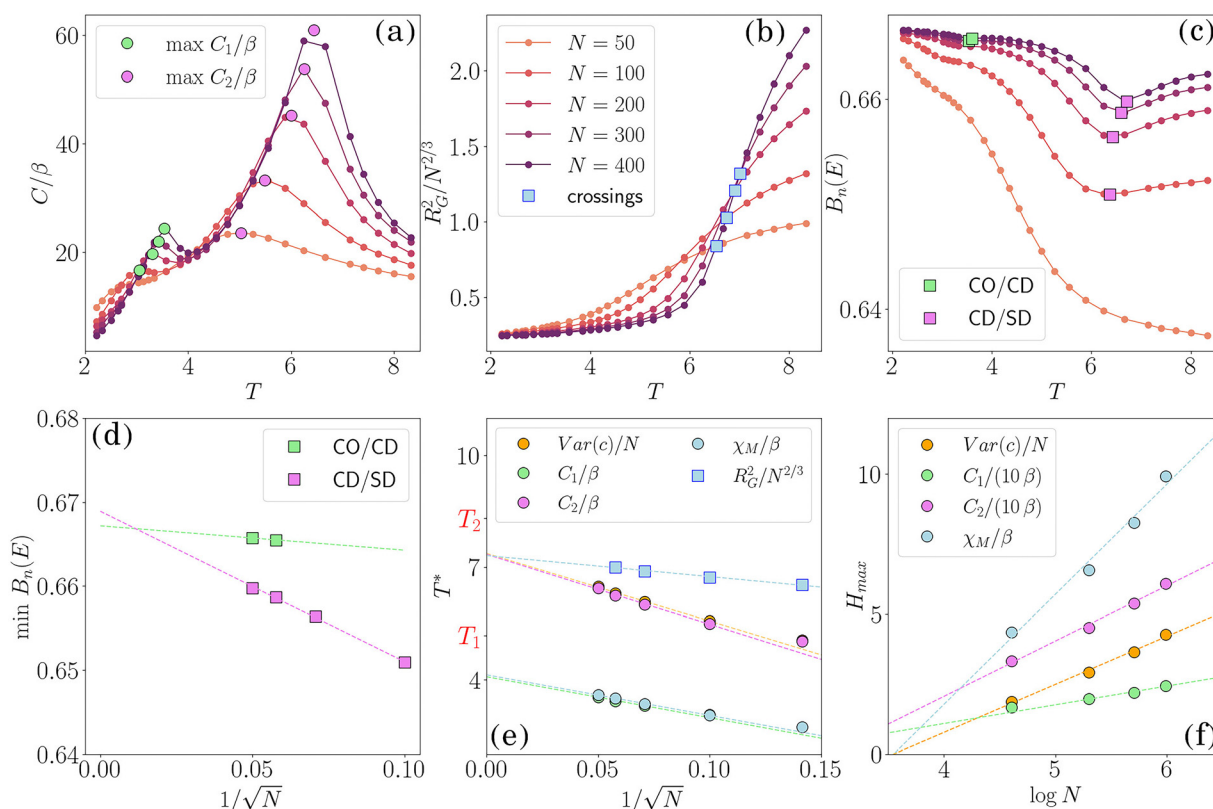 (a)
max C₁/β
max C₂/β
60
40
20
C/β
2
4
6
8
T
(b)
N = 50
N = 100
N = 200
N = 300
N = 400
crossings
2.0
1.5
1.0
0.5
R²_G/N^{2/3}
2
4
6
8
T
(c)
0.66
0.64
B_n(E)
CO/CD
CD/SD
2
4
6
8
T
(d)
CO/CD
CD/SD
0.68
0.67
0.66
0.65
0.64
min B_n(E)
0.00
0.05
0.10
1/√N
Var(c)/N
C₁/β
C₂/β
χ_M/β
R²_G/N^{2/3}
10
T₂
7
T₁
4
T*
(e)
0.00
0.05
0.10
0.15
1/√N
Var(c)/N
C₁/(10 β)
C₂/(10 β)
χ_M/β
10
5
0
H_max
(f)
4
5
6
log N